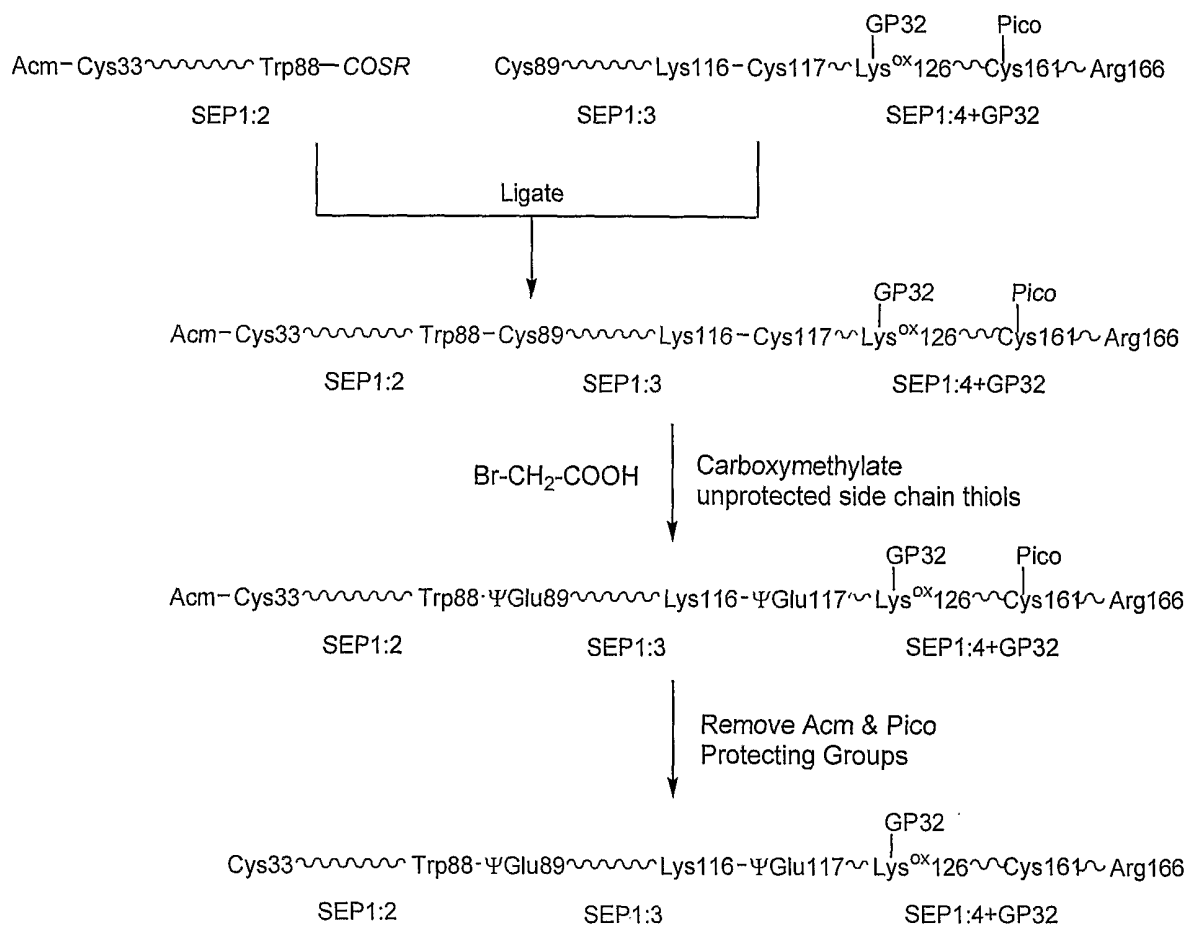 GP32 Pico
Acm–Cys33 Trp88–COSR Cys89 Lys116–Cys117 Lysᵒˣ126 Cys161 Arg166
SEP1:2 SEP1:3 SEP1:4+GP32
Ligate
GP32 Pico
Acm–Cys33 Trp88–Cys89 Lys116–Cys117 Lysᵒˣ126 Cys161 Arg166
SEP1:2 SEP1:3 SEP1:4+GP32
Br-CH₂-COOH Carboxymethylate
unprotected side chain thiols
GP32 Pico
Acm–Cys33 Trp88·ΨGlu89 Lys116-ΨGlu117 Lysᵒˣ126 Cys161 Arg166
SEP1:2 SEP1:3 SEP1:4+GP32
Remove Acm & Pico
Protecting Groups
GP32
Cys33 Trp88-ΨGlu89 Lys116–ΨGlu117 Lysᵒˣ126 Cys161 Arg166
SEP1:2 SEP1:3 SEP1:4+GP32